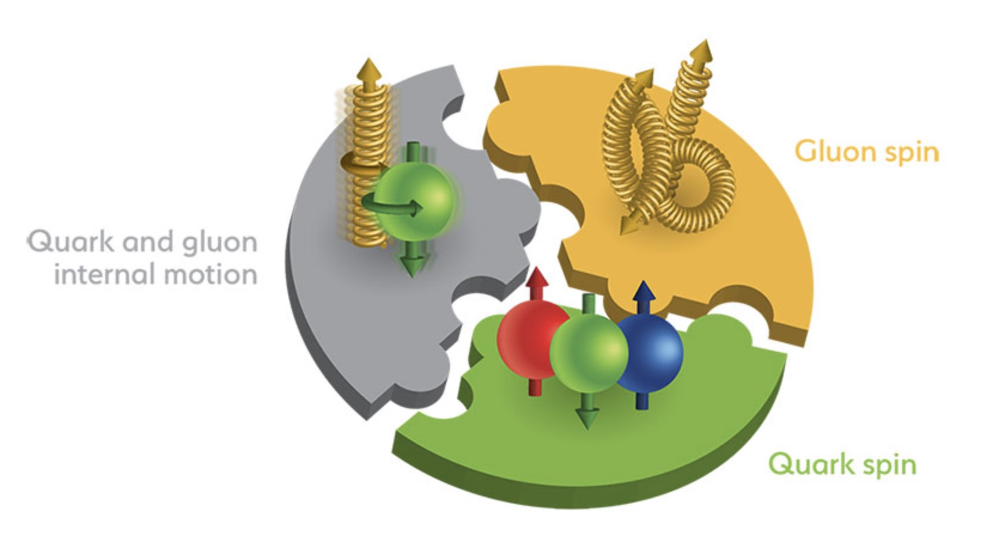 Gluon spin
Quark and gluon
internal motion
Quark spin